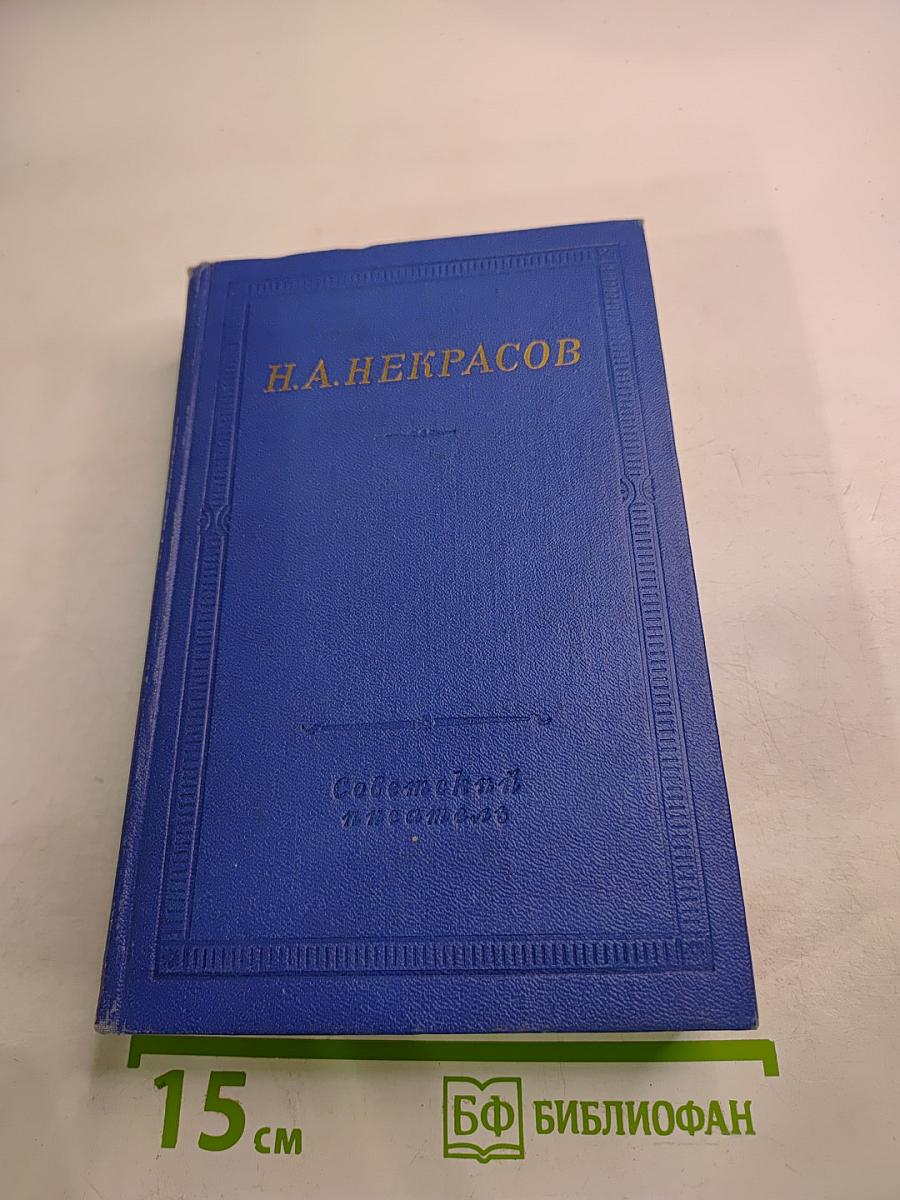 Н.А.НЕКРАСОВ
Советский
писатель
15 см
БФ БИБЛИОФАН